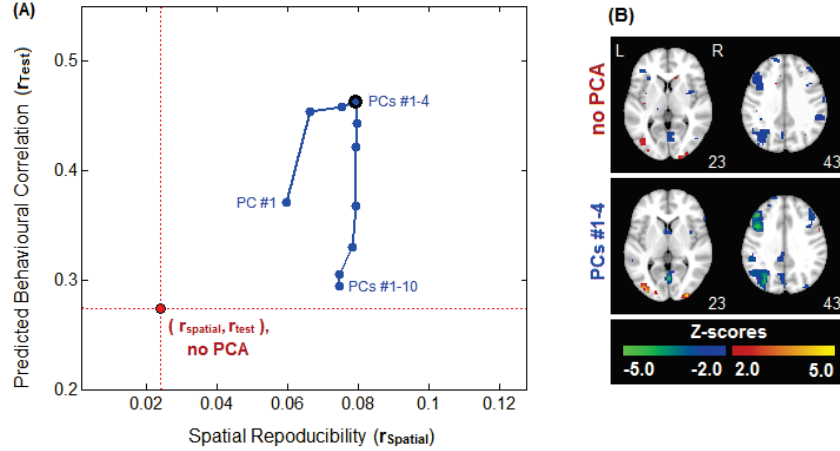 (A)
Predicted Behavioural Correlation (rTest)
0.5
0.4
0.3
0.2
PCs #1-4
PC #1
PCs #1-10
( rspatial, rtest ),
no PCA
0.02
0.04
0.06
0.08
0.1
0.12
Spatial Repoducibility (rSpatial)
(B)
no PCA
L
R
23
43
PCs #1-4
23
43
Z-scores
-5.0
-2.0
2.0
5.0